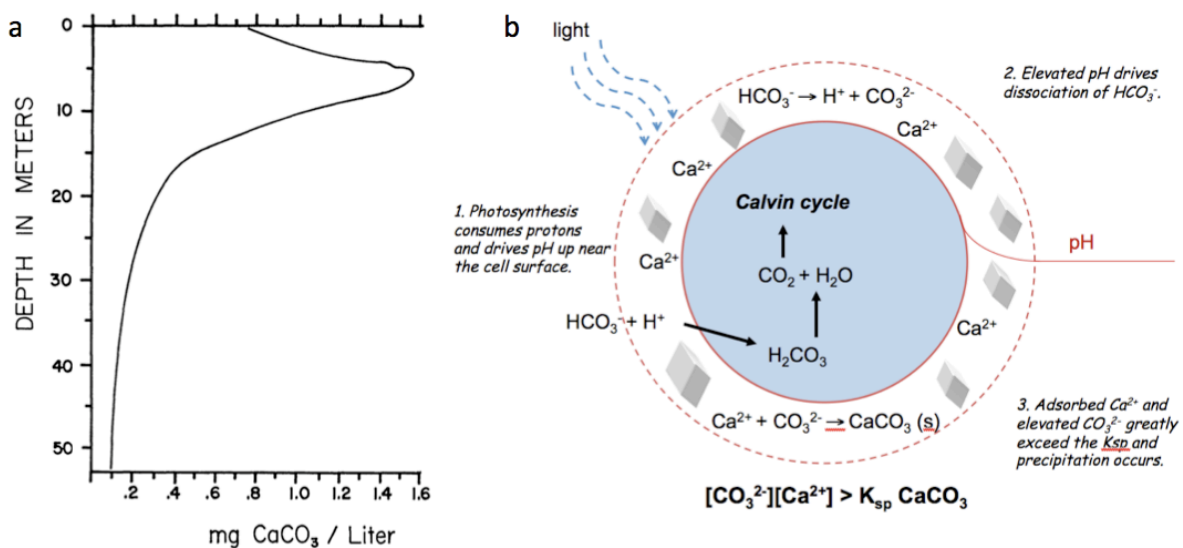 a
0
10
20
30
40
50
DEPTH IN METERS
.2 .4 .6 .8 1.0 1.2 1.4 1.6
mg CaCO₃ / Liter
b
light
HCO₃⁻ → H⁺ + CO₃²⁻
2. Elevated pH drives
dissociation of HCO₃⁻.
Ca²⁺
Ca²⁺
Calvin cycle
1. Photosynthesis
consumes protons
and drives pH up near
the cell surface.
pH
Ca²⁺
CO₂ + H₂O
HCO₃⁻ + H⁺
Ca²⁺
H₂CO₃
Ca²⁺ + CO₃²⁻ → CaCO₃ (s)
3. Adsorbed Ca²⁺ and
elevated CO₃²⁻ greatly
exceed the Ksp and
precipitation occurs.
[CO₃²⁻][Ca²⁺] > Kₛₚ CaCO₃